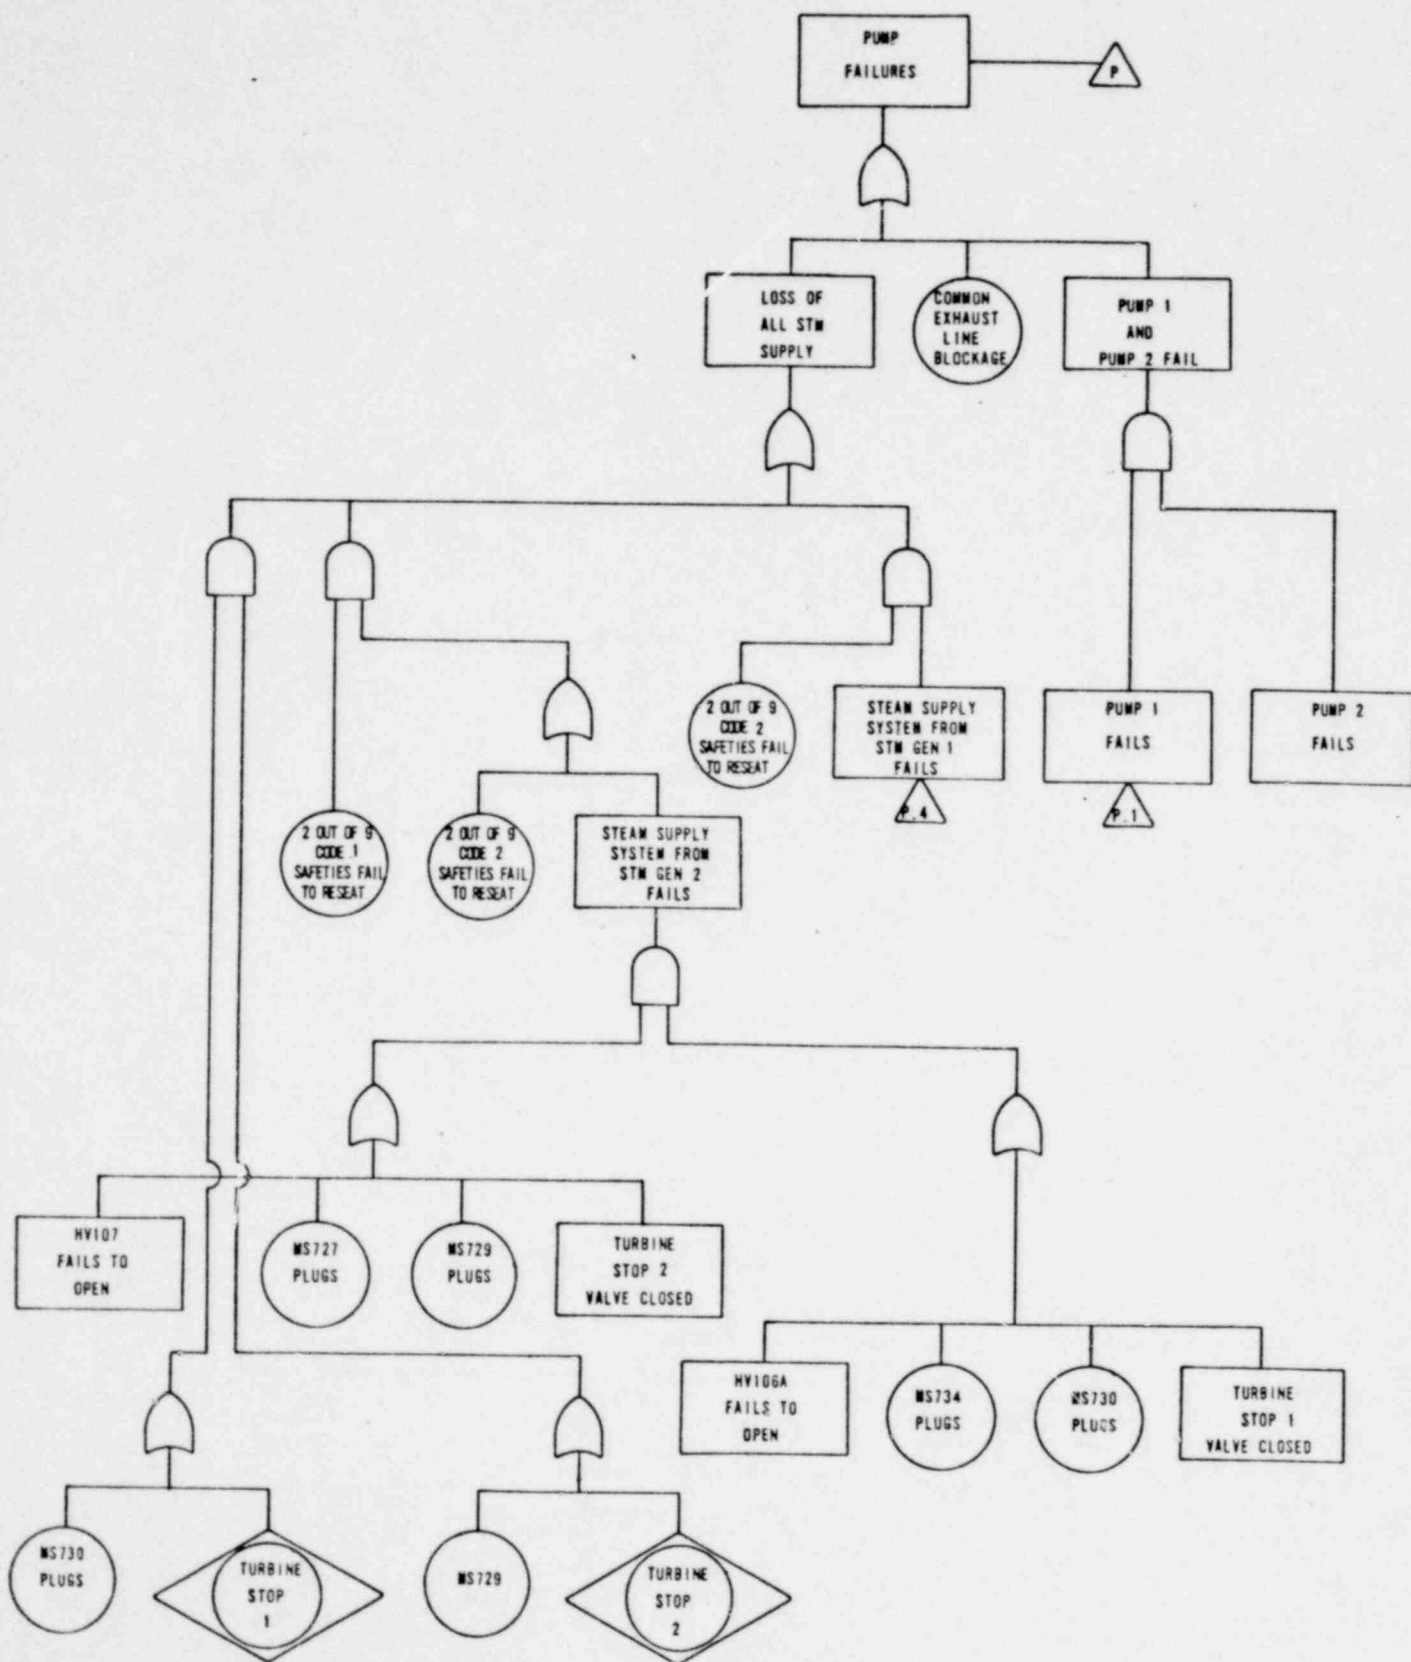 PUMP
FAILURES
P
LOSS OF
ALL STM
SUPPLY
COMMON
EXHAUST
LINE
BLOCKAGE
PUMP 1
AND
PUMP 2 FAIL
2 OUT OF 9
CODE 2
SAFETIES FAIL
TO RESEAT
STEAM SUPPLY
SYSTEM FROM
STM GEN 1
FAILS
P.4
PUMP 1
FAILS
P.1
PUMP 2
FAILS
2 OUT OF 9
CODE 1
SAFETIES FAIL
TO RESEAT
2 OUT OF 9
CODE 2
SAFETIES FAIL
TO RESEAT
STEAM SUPPLY
SYSTEM FROM
STM GEN 2
FAILS
HV107
FAILS TO
OPEN
MS727
PLUGS
MS729
PLUGS
TURBINE
STOP 2
VALVE CLOSED
HV106A
FAILS TO
OPEN
MS734
PLUGS
MS730
PLUGS
TURBINE
STOP 1
VALVE CLOSED
MS730
PLUGS
TURBINE
STOP
1
MS729
TURBINE
STOP
2